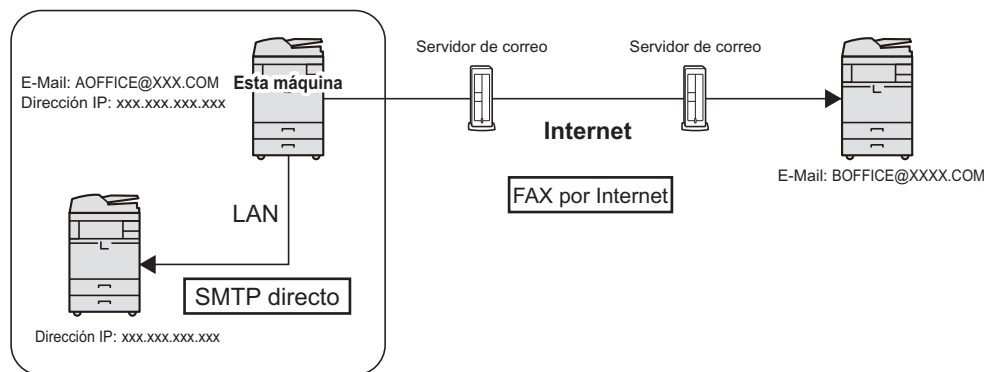 Servidor de correo
Servidor de correo
E-Mail: AOFFICE@XXX.COM
Dirección IP: xxx.xxx.xxx.xxx
Esta máquina
Internet
E-Mail: BOFFICE@XXXX.COM
FAX por Internet
LAN
SMTP directo
Dirección IP: xxx.xxx.xxx.xxx